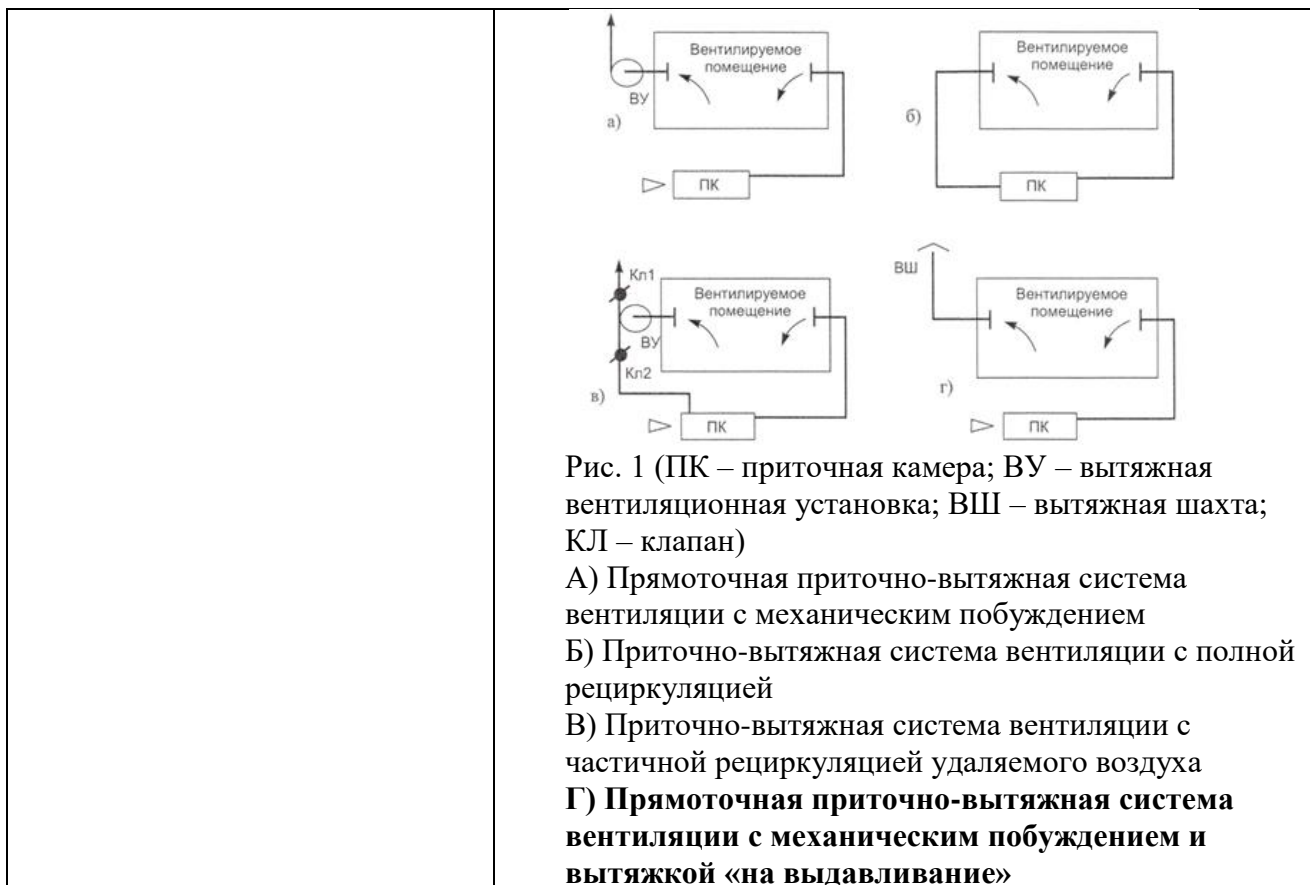 Вентилируемое
помещение
ВУ
а)
ПК
Вентилируемое
помещение
б)
ПК
Кл1
Вентилируемое
помещение
ВУ
Кл2
в)
ПК
ВШ
Вентилируемое
помещение
г)
ПК
Рис. 1 (ПК – приточная камера; ВУ – вытяжная
вентиляционная установка; ВШ – вытяжная шахта;
КЛ – клапан)
А) Прямоточная приточно-вытяжная система
вентиляции с механическим побуждением
Б) Приточно-вытяжная система вентиляции с полной
рециркуляцией
В) Приточно-вытяжная система вентиляции с
частичной рециркуляцией удаляемого воздуха
Г) Прямоточная приточно-вытяжная система
вентиляции с механическим побуждением и
вытяжкой «на выдавливание»